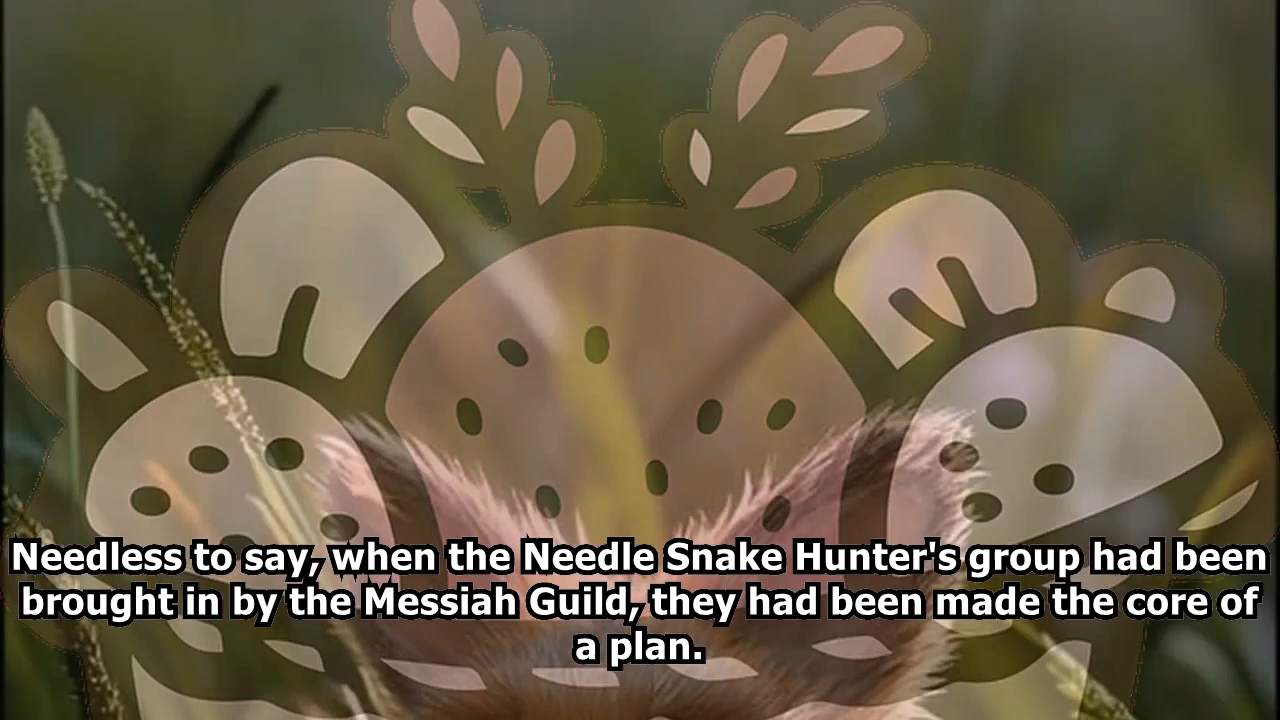 Needless to say, when the Needle Snake Hunter's group had been
brought in by the Messiah Guild, they had been made the core of
a plan.